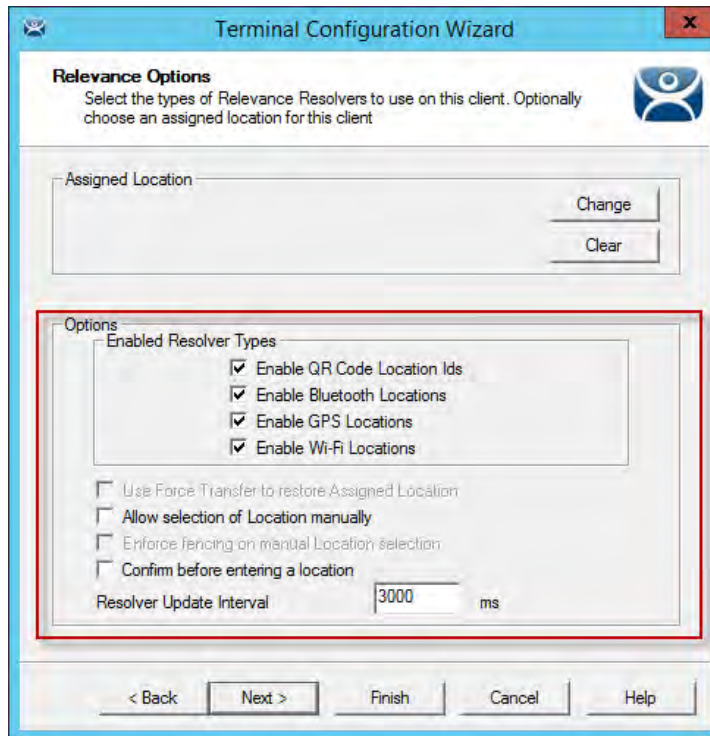 Terminal Configuration Wizard
x
Relevance Options
Select the types of Relevance Resolvers to use on this client. Optionally
choose an assigned location for this client
Assigned Location
Change
Clear
Options
Enabled Resolver Types
Enable QR Code Location Ids
Enable Bluetooth Locations
Enable GPS Locations
Enable Wi-Fi Locations
Use Force Transfer to restore Assigned Location
Allow selection of Location manually
Enforce fencing on manual Location selection
Confirm before entering a location
Resolver Update Interval 3000 ms
< Back Next > Finish Cancel Help